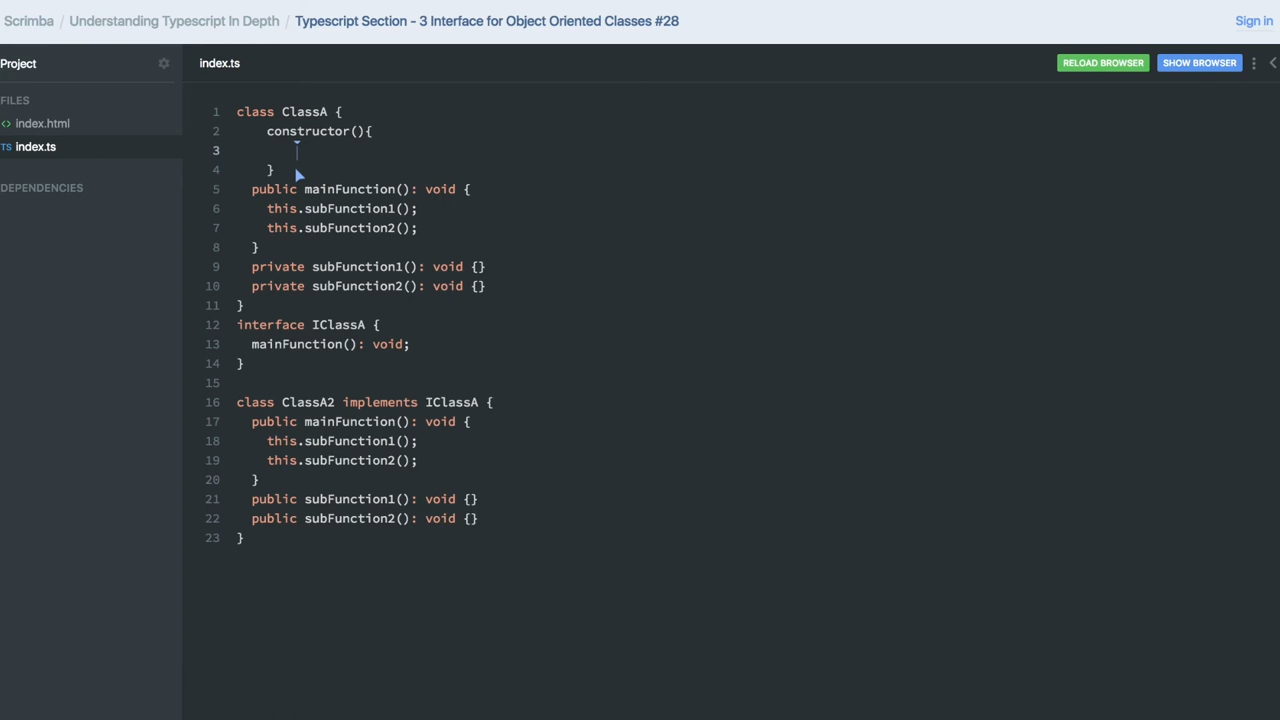 Scrimba / Understanding Typescript In Depth / Typescript Section - 3 Interface for Object Oriented Classes #28
Sign in
Project
index.ts
RELOAD BROWSER
SHOW BROWSER
FILES
<> index.html
TS index.ts
DEPENDENCIES
1 class ClassA {
2 constructor(){
3
4 }
5 public mainFunction(): void {
6 this.subFunction1();
7 this.subFunction2();
8 }
9 private subFunction1(): void {}
10 private subFunction2(): void {}
11 }
12 interface IClassA {
13 mainFunction(): void;
14 }
15
16 class ClassA2 implements IClassA {
17 public mainFunction(): void {
18 this.subFunction1();
19 this.subFunction2();
20 }
21 public subFunction1(): void {}
22 public subFunction2(): void {}
23 }